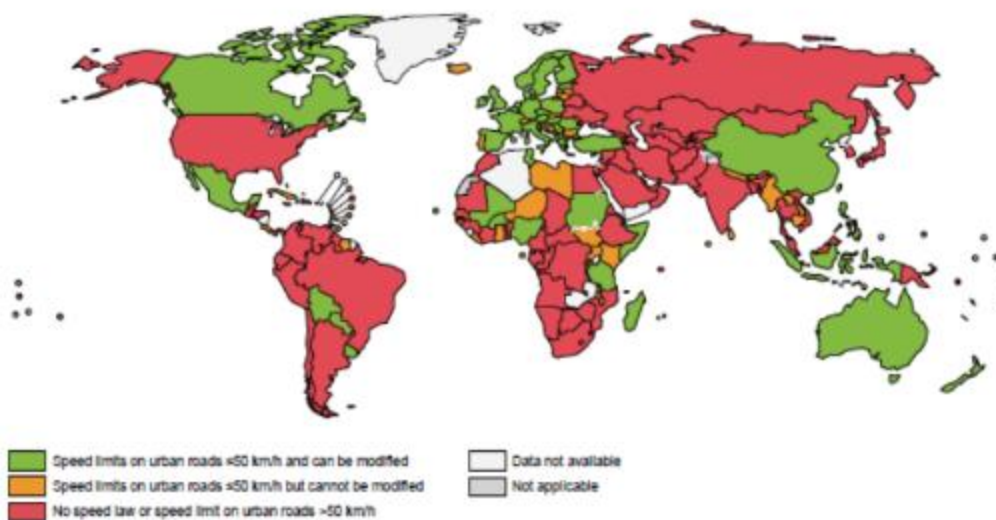 Speed limits on urban roads ≤50 km/h and can be modified
Speed limits on urban roads ≤50 km/h but cannot be modified
No speed law or speed limit on urban roads >50 km/h
Data not available
Not applicable